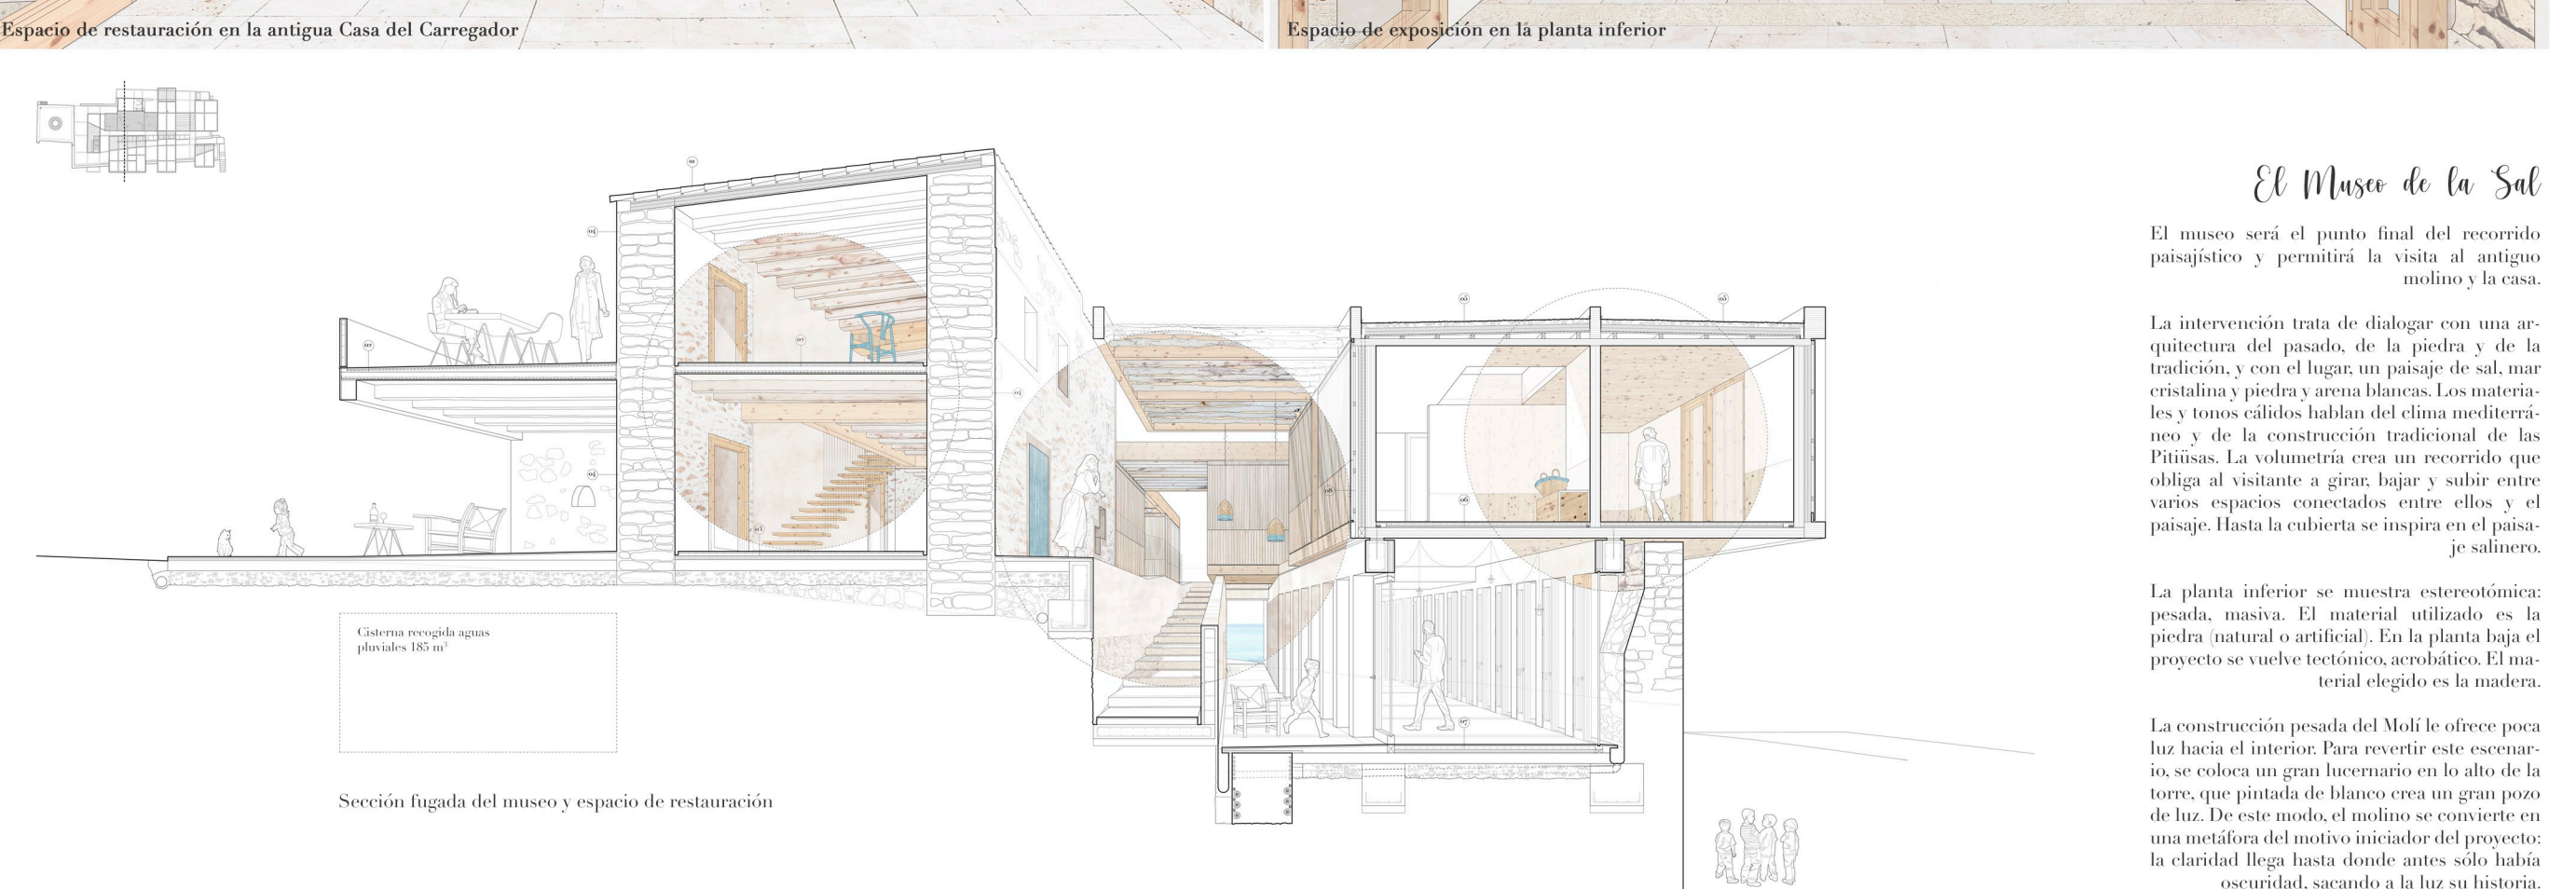 Espacio de restauración en la antigua Casa del Carregador
Espacio de exposición en la planta inferior
El Museo de la Sal
El museo será el punto final del recorrido
paisajístico y permitirá la visita al antiguo
molino y la casa.
La intervención trata de dialogar con una ar-
quitectura del pasado, de la piedra y de la
tradición, y con el lugar, un paisaje de sal, mar
cristalina y piedra y arena blancas. Los materia-
les y tonos cálidos hablan del clima mediterrá-
neo y de la construcción tradicional de las
Pitiüsas. La volumetría crea un recorrido que
obliga al visitante a girar, bajar y subir entre
varios espacios conectados entre ellos y el
paisaje. Hasta la cubierta se inspira en el paisa-
je salinero.
La planta inferior se muestra estereotómica:
pesada, masiva. El material utilizado es la
piedra (natural o artificial). En la planta baja el
proyecto se vuelve tectónico, acrobático. El ma-
terial elegido es la madera.
La construcción pesada del Molí le ofrece poca
luz hacia el interior. Para revertir este escenar-
io, se coloca un gran lucernario en lo alto de la
torre, que pintada de blanco crea un gran pozo
de luz. De este modo, el molino se convierte en
una metáfora del motivo iniciador del proyecto:
la claridad llega hasta donde antes sólo había
oscuridad, sacando a la luz su historia.
04
05
05
06
07
Cisterna recogida aguas
pluviales 185 m³
Sección fugada del museo y espacio de restauración